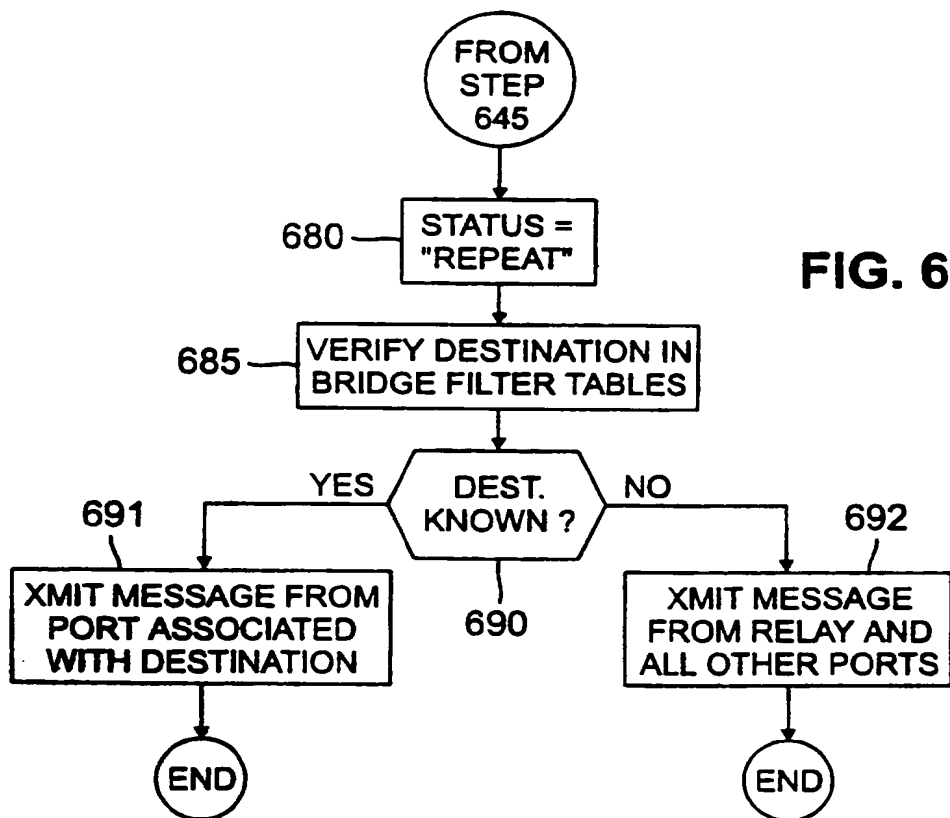 FROM
STEP
645
680
STATUS =
"REPEAT"
FIG. 6
685
VERIFY DESTINATION IN
BRIDGE FILTER TABLES
YES
DEST.
KNOWN ?
NO
691
692
690
XMIT MESSAGE FROM
PORT ASSOCIATED
WITH DESTINATION
XMIT MESSAGE
FROM RELAY AND
ALL OTHER PORTS
END
END